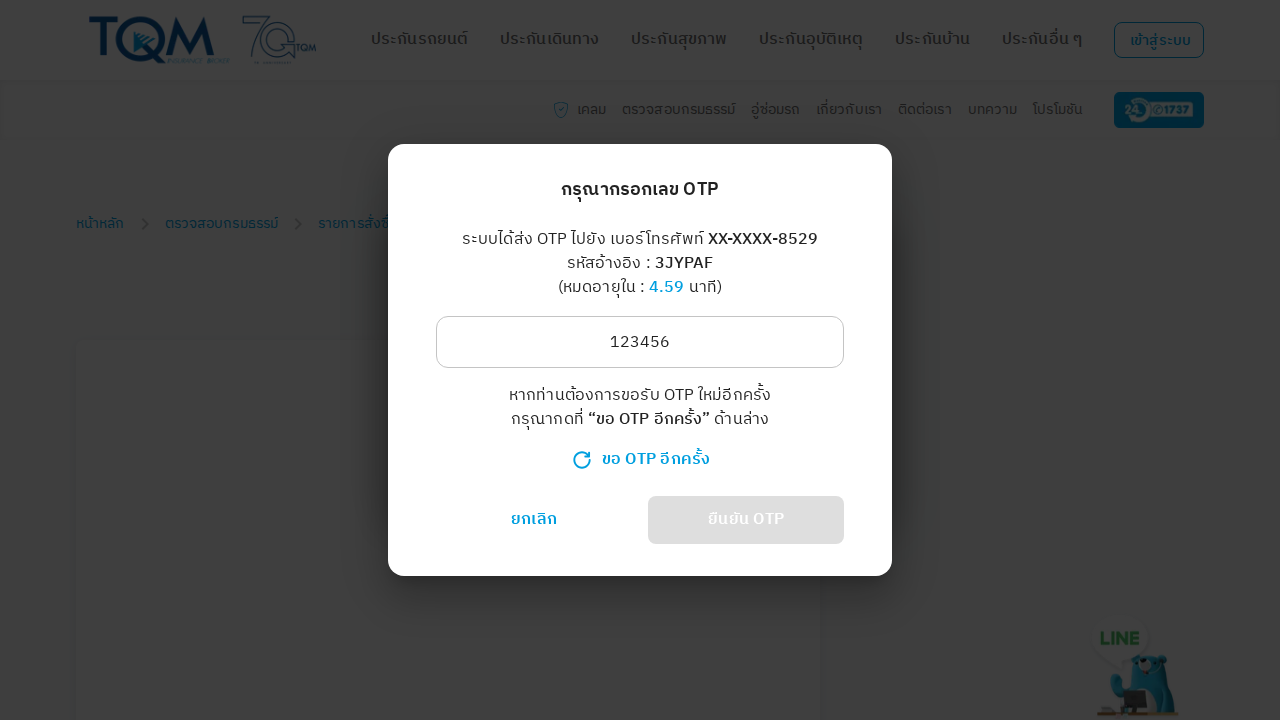 TQM
INSURANCE BROKER
70 TQM
ประกันรถยนต์
ประกันเดินทาง
ประกันสุขภาพ
ประกันอุบัติเหตุ
ประกันบ้าน
ประกันอื่น ๆ
เข้าสู่ระบบ
เคลม
ตรวจสอบกรมธรรม์
อู่ซ่อมรถ
เกี่ยวกับเรา
ติดต่อเรา
บทความ
โปรโมชัน
24 1737
หน้าหลัก
ตรวจสอบกรมธรรม์
กรุณากรอกเลข OTP
ระบบได้ส่ง OTP ไปยัง เบอร์โทรศัพท์ XX-XXXX-8529
รหัสอ้างอิง : 3JYPAF
(หมดอายุใน : 4.59 นาที)
123456
หากท่านต้องการขอรับ OTP ใหม่อีกครั้ง
กรุณากดที่ “ขอ OTP อีกครั้ง” ด้านล่าง
ขอ OTP อีกครั้ง
ยกเลิก
ยืนยัน OTP
LINE